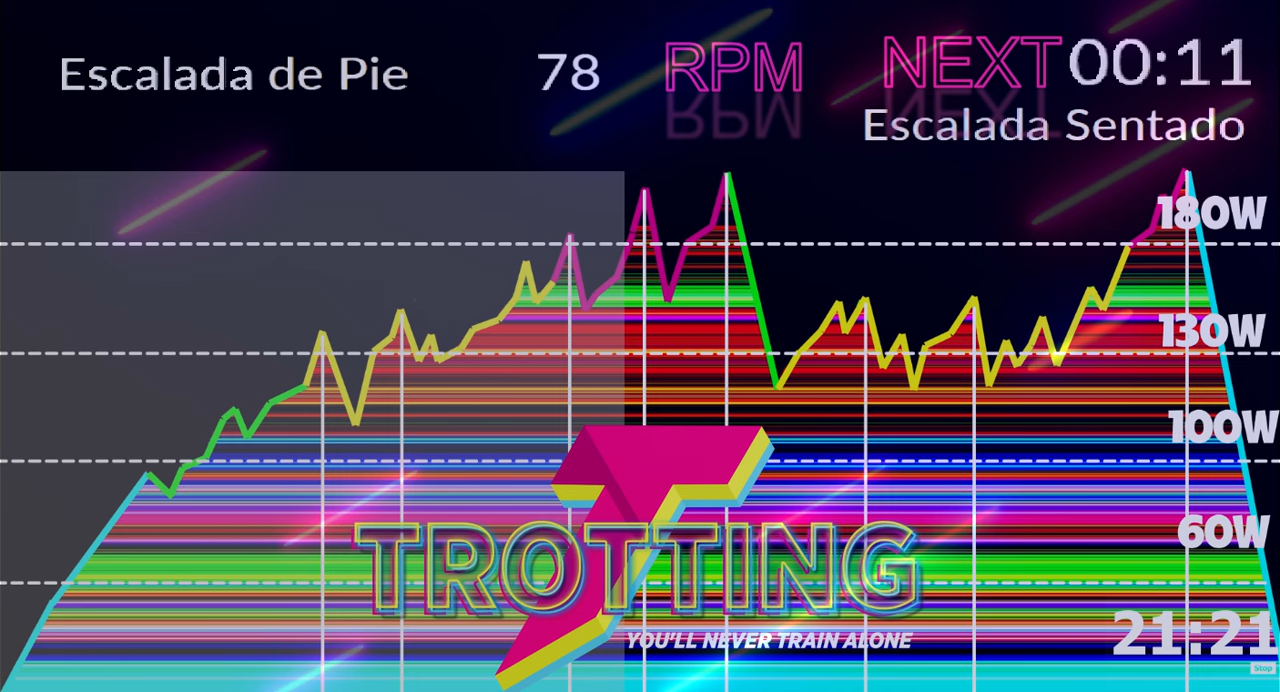 Escalada de Pie 78 RPM NEXT 00:11
Escalada Sentado
180W
130W
100W
60W
TROTTING
YOU'LL NEVER TRAIN ALONE
21:21
Stop